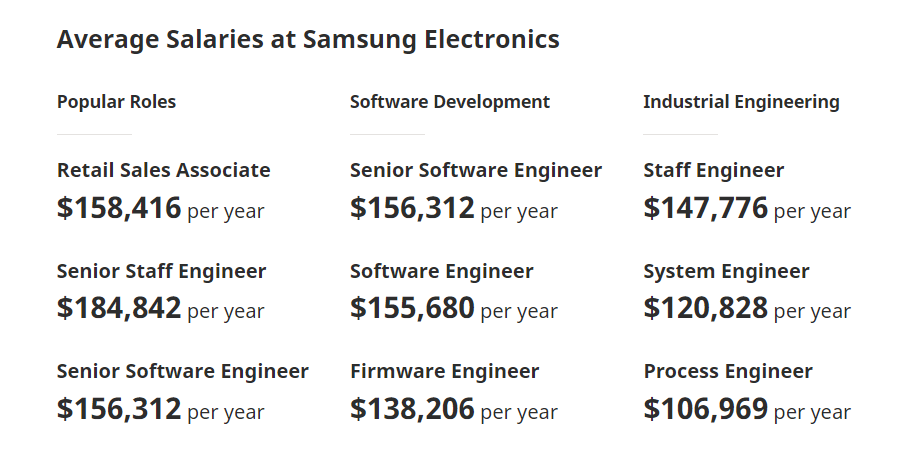 Average Salaries at Samsung Electronics
Popular Roles
Retail Sales Associate
$158,416 per year
Senior Staff Engineer
$184,842 per year
Senior Software Engineer
$156,312 per year
Software Development
Senior Software Engineer
$156,312 per year
Software Engineer
$155,680 per year
Firmware Engineer
$138,206 per year
Industrial Engineering
Staff Engineer
$147,776 per year
System Engineer
$120,828 per year
Process Engineer
$106,969 per year